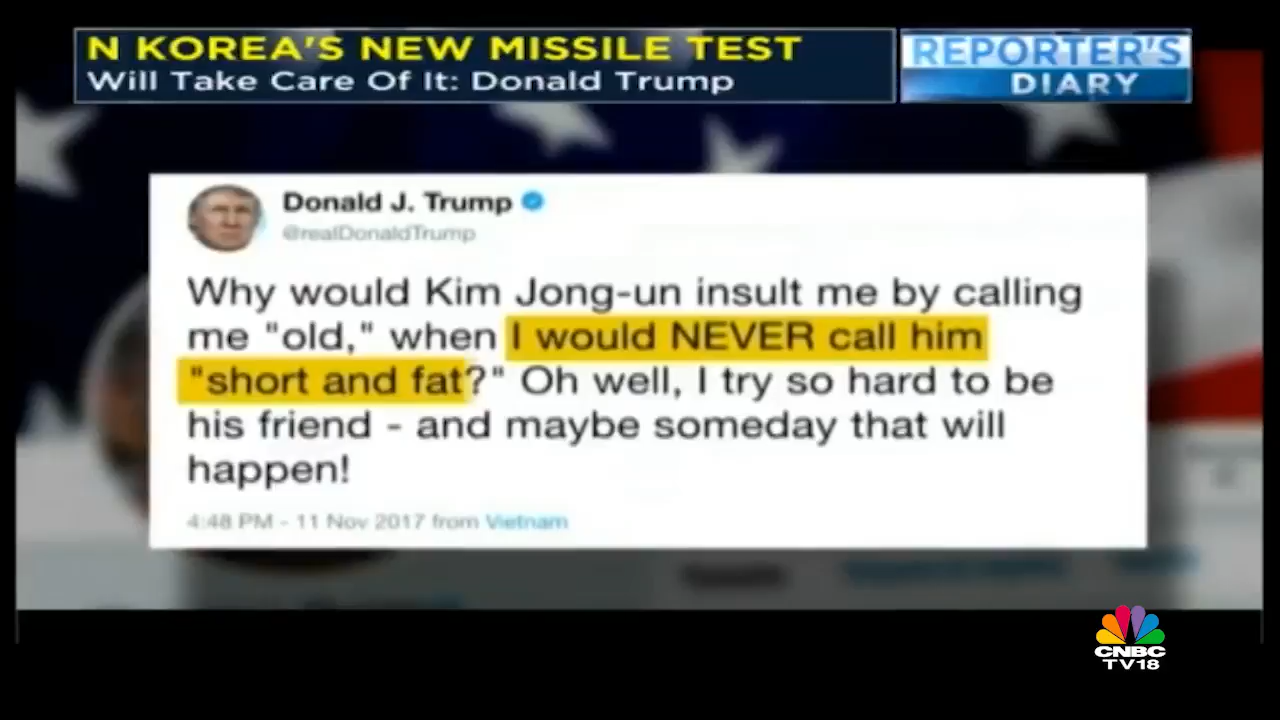 N KOREA'S NEW MISSILE TEST
Will Take Care Of It: Donald Trump
REPORTER'S
DIARY
Donald J. Trump
@realDonaldTrump
Why would Kim Jong-un insult me by calling
me "old," when I would NEVER call him
"short and fat?" Oh well, I try so hard to be
his friend - and maybe someday that will
happen!
4:48 PM - 11 Nov 2017 from Vietnam
CNBC
TV18